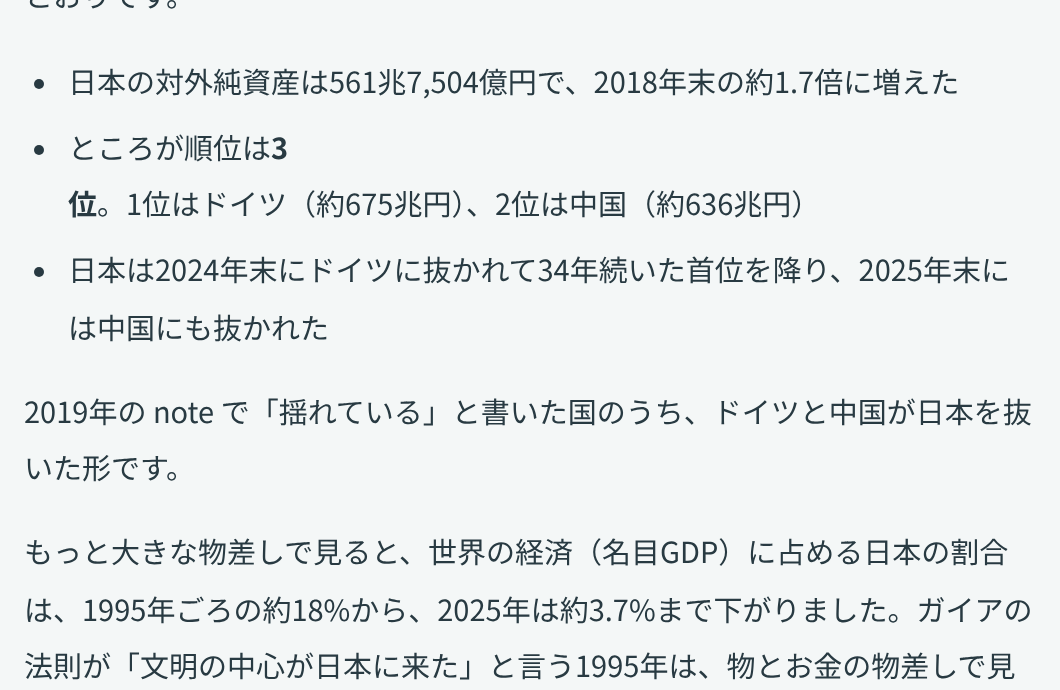 とおりです。
• 日本の対外純資産は561兆7,504億円で、2018年末の約1.7倍に増えた
• ところが順位は3
位。1位はドイツ（約675兆円）、2位は中国（約636兆円）
• 日本は2024年末にドイツに抜かれて34年続いた首位を降り、2025年末に
は中国にも抜かれた
2019年の note で「揺れている」と書いた国のうち、ドイツと中国が日本を抜
いた形です。
もっと大きな物差しで見ると、世界の経済（名目GDP）に占める日本の割合
は、1995年ごろの約18%から、2025年は約3.7%まで下がりました。ガイアの
法則が「文明の中心が日本に来た」と言う1995年は、物とお金の物差しで見